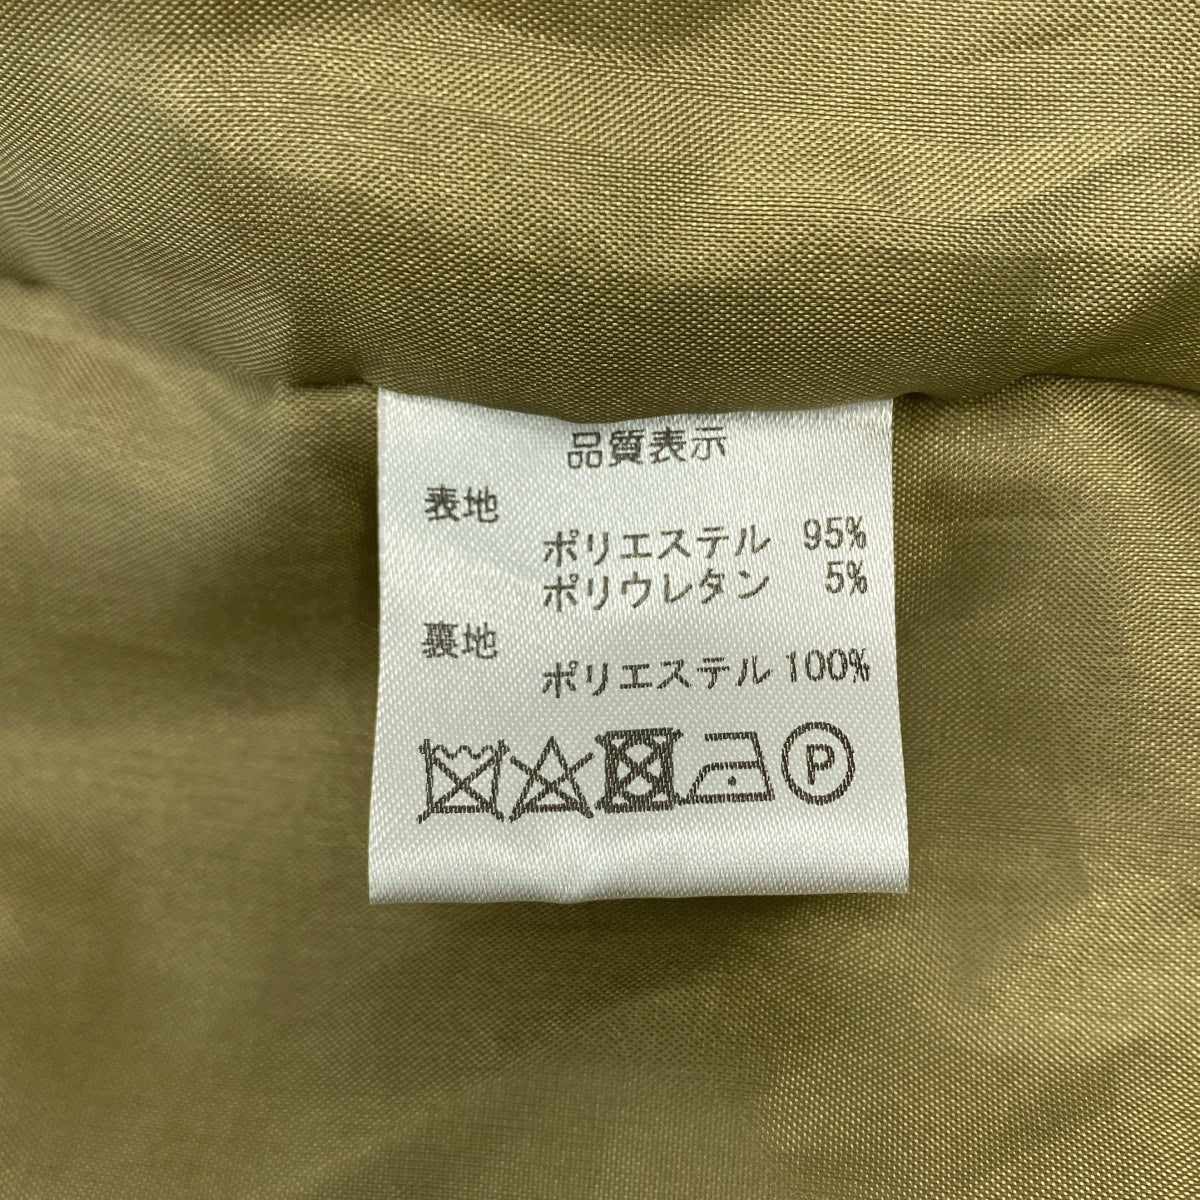 品質表示
表地
ポリエステル 95%
ポリウレタン 5%
裏地
ポリエステル 100%
P